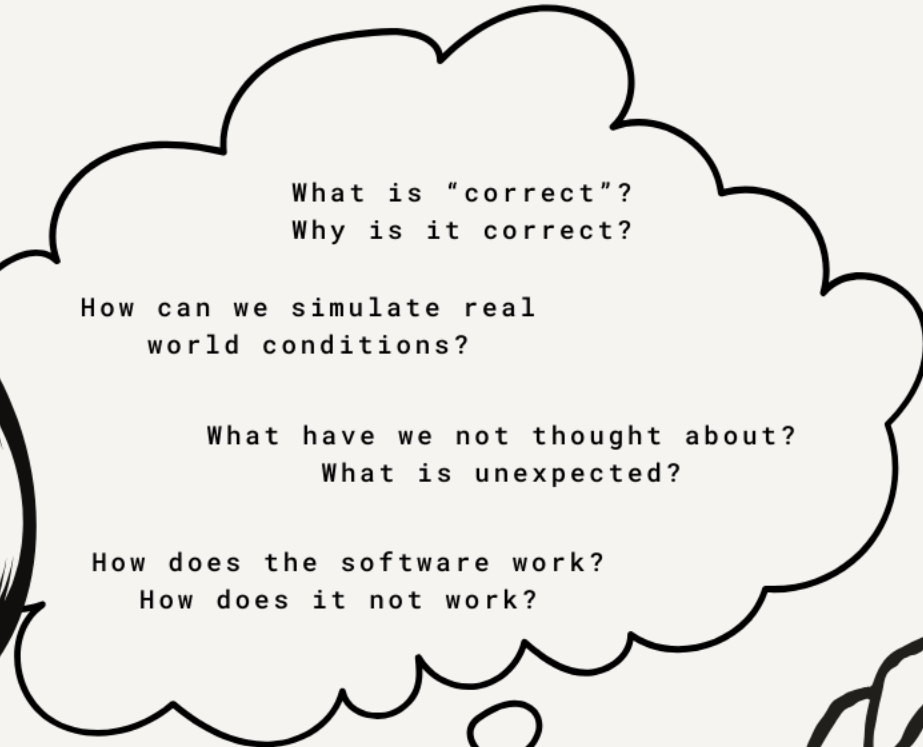 What is “correct”?
Why is it correct?
How can we simulate real
world conditions?
What have we not thought about?
What is unexpected?
How does the software work?
How does it not work?